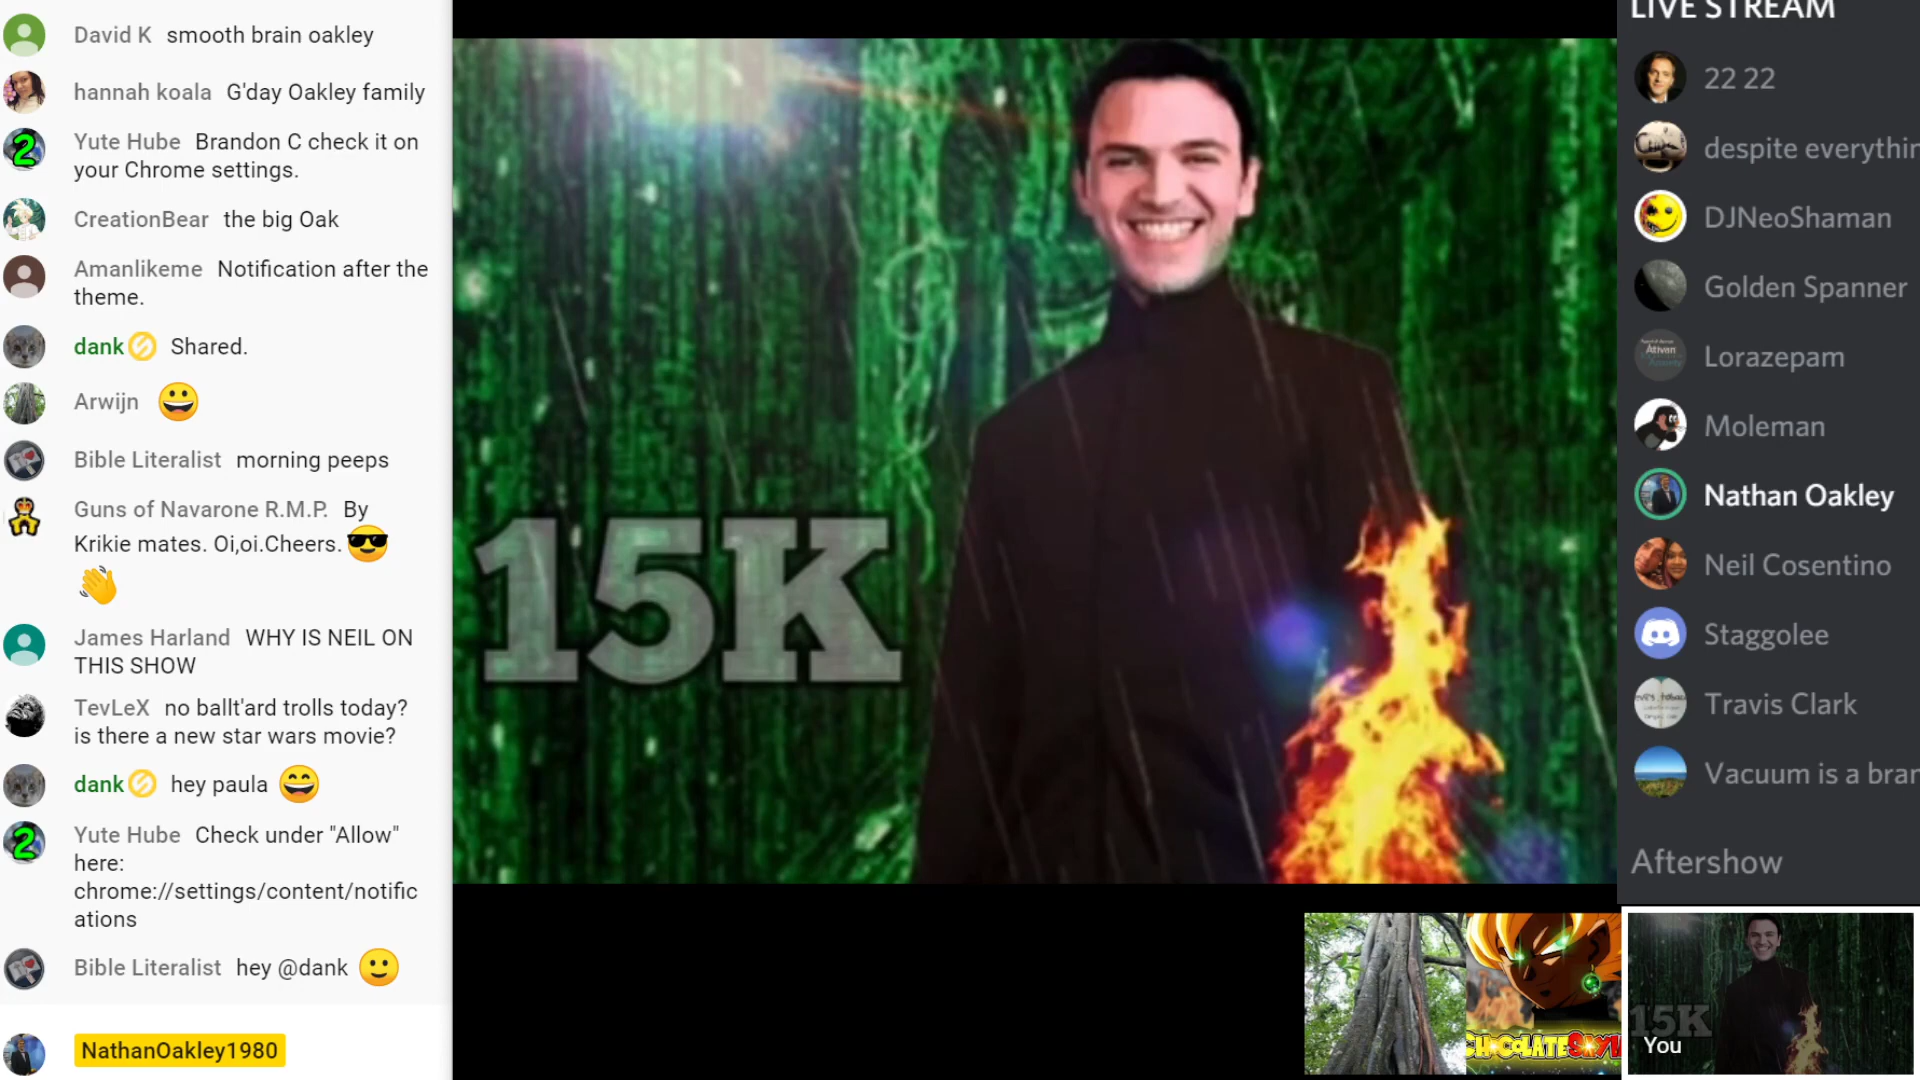 David K smooth brain oakley
hannah koala G'day Oakley family
Yute Hube Brandon C check it on
your Chrome settings.
CreationBear the big Oak
Amanlikeme Notification after the
theme.
dank Shared.
Arwijn 😀
Bible Literalist morning peeps
Guns of Navarone R.M.P. By
Krikie mates. Oi,oi.Cheers. 😎
👋
James Harland WHY IS NEIL ON
THIS SHOW
TevLeX no ballt'ard trolls today?
is there a new star wars movie?
dank hey paula 😄
Yute Hube Check under "Allow"
here:
chrome://settings/content/notific
ations
Bible Literalist hey @dank 🙂
NathanOakley1980
15K
LIVE STREAM
22 22
despite everythin
DJNeoShaman
Golden Spanner
Lorazepam
Ativan
Moleman
Nathan Oakley
Neil Cosentino
Staggolee
Travis Clark
Vacuum is a bran
Aftershow
CHOCOLATE
15K
You